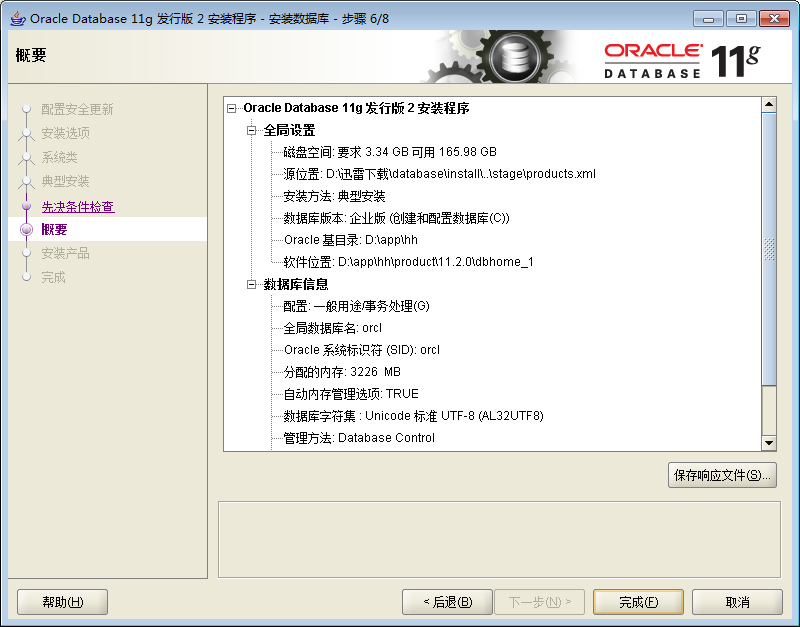 Oracle Database 11g 发行版 2 安装程序 - 安装数据库 - 步骤 6/8
概要
ORACLE
DATABASE 11g
配置安全更新
安装选项
系统类
典型安装
先决条件检查
概要
安装产品
完成
Oracle Database 11g 发行版 2 安装程序
全局设置
磁盘空间: 要求 3.34 GB 可用 165.98 GB
源位置: D:\迅雷下载\database\install\..\stage\products.xml
安装方法: 典型安装
数据库版本: 企业版 (创建和配置数据库(C))
Oracle 基目录: D:\app\hh
软件位置: D:\app\hh\product\11.2.0\dbhome_1
数据库信息
配置: 一般用途/事务处理(G)
全局数据库名: orcl
Oracle 系统标识符 (SID): orcl
分配的内存: 3226 MB
自动内存管理选项: TRUE
数据库字符集 : Unicode 标准 UTF-8 (AL32UTF8)
管理方法: Database Control
保存响应文件(S)...
帮助(H)
< 后退(B)
下一步(N) >
完成(F)
取消